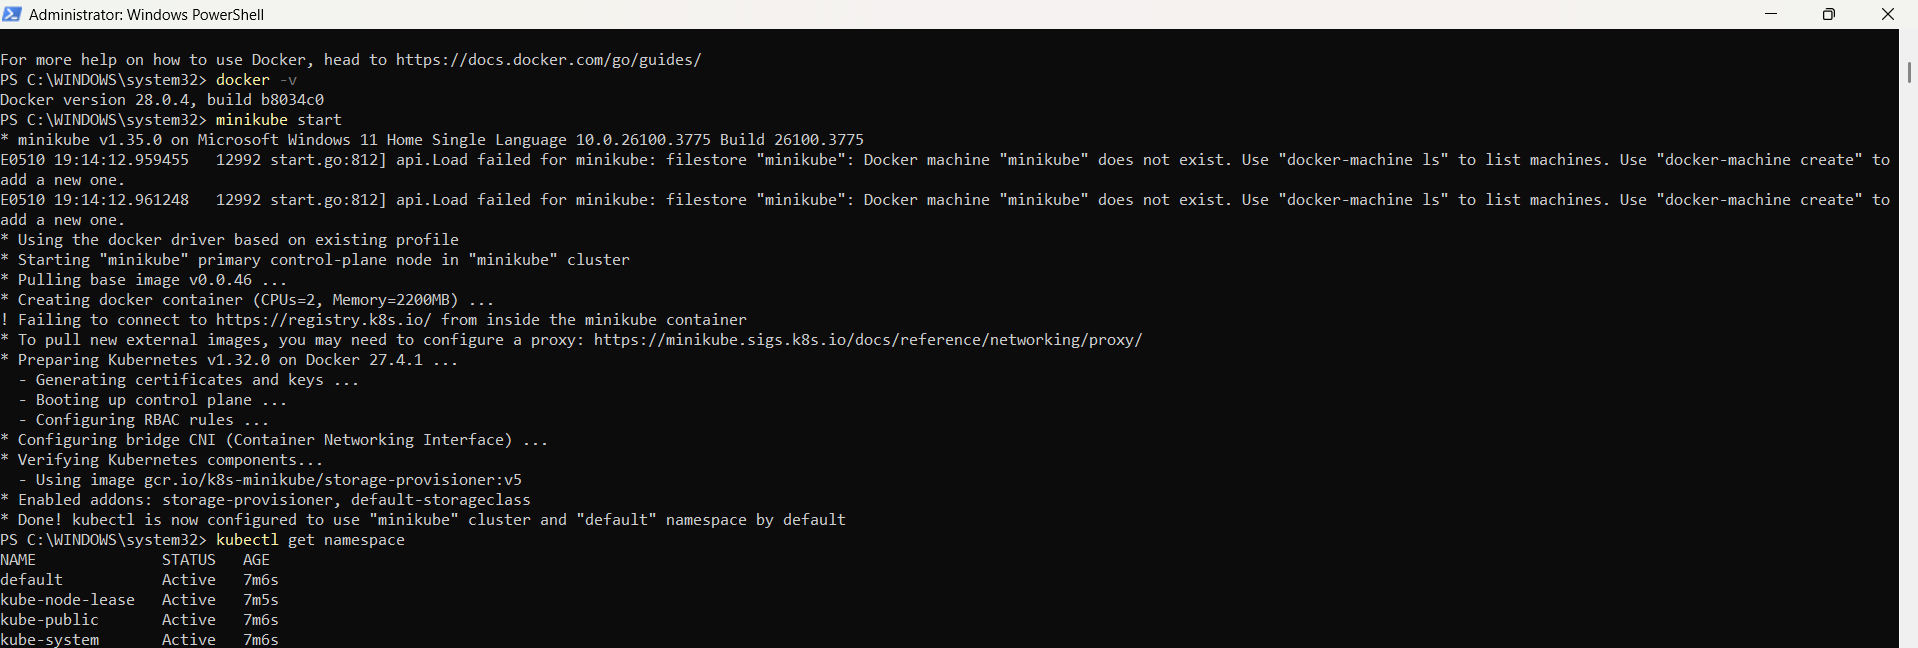 Administrator: Windows PowerShell
For more help on how to use Docker, head to https://docs.docker.com/go/guides/
PS C:\WINDOWS\system32> docker -v
Docker version 28.0.4, build b8034c0
PS C:\WINDOWS\system32> minikube start
* minikube v1.35.0 on Microsoft Windows 11 Home Single Language 10.0.26100.3775 Build 26100.3775
E0510 19:14:12.959455   12992 start.go:812] api.Load failed for minikube: filestore "minikube": Docker machine "minikube" does not exist. Use "docker-machine ls" to list machines. Use "docker-machine create" to
add a new one.
E0510 19:14:12.961248   12992 start.go:812] api.Load failed for minikube: filestore "minikube": Docker machine "minikube" does not exist. Use "docker-machine ls" to list machines. Use "docker-machine create" to
add a new one.
* Using the docker driver based on existing profile
* Starting "minikube" primary control-plane node in "minikube" cluster
* Pulling base image v0.0.46 ...
* Creating docker container (CPUs=2, Memory=2200MB) ...
! Failing to connect to https://registry.k8s.io/ from inside the minikube container
* To pull new external images, you may need to configure a proxy: https://minikube.sigs.k8s.io/docs/reference/networking/proxy/
* Preparing Kubernetes v1.32.0 on Docker 27.4.1 ...
  - Generating certificates and keys ...
  - Booting up control plane ...
  - Configuring RBAC rules ...
* Configuring bridge CNI (Container Networking Interface) ...
* Verifying Kubernetes components...
  - Using image gcr.io/k8s-minikube/storage-provisioner:v5
* Enabled addons: storage-provisioner, default-storageclass
* Done! kubectl is now configured to use "minikube" cluster and "default" namespace by default
PS C:\WINDOWS\system32> kubectl get namespace
NAME              STATUS   AGE
default           Active   7m6s
kube-node-lease   Active   7m5s
kube-public       Active   7m6s
kube-system       Active   7m6s